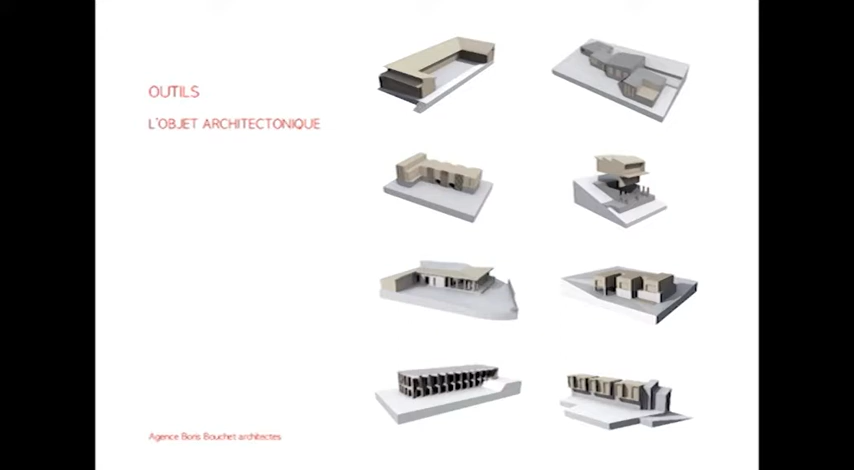 OUTILS
L'OBJET ARCHITECTONIQUE
Agence Boris Bouchet architectes